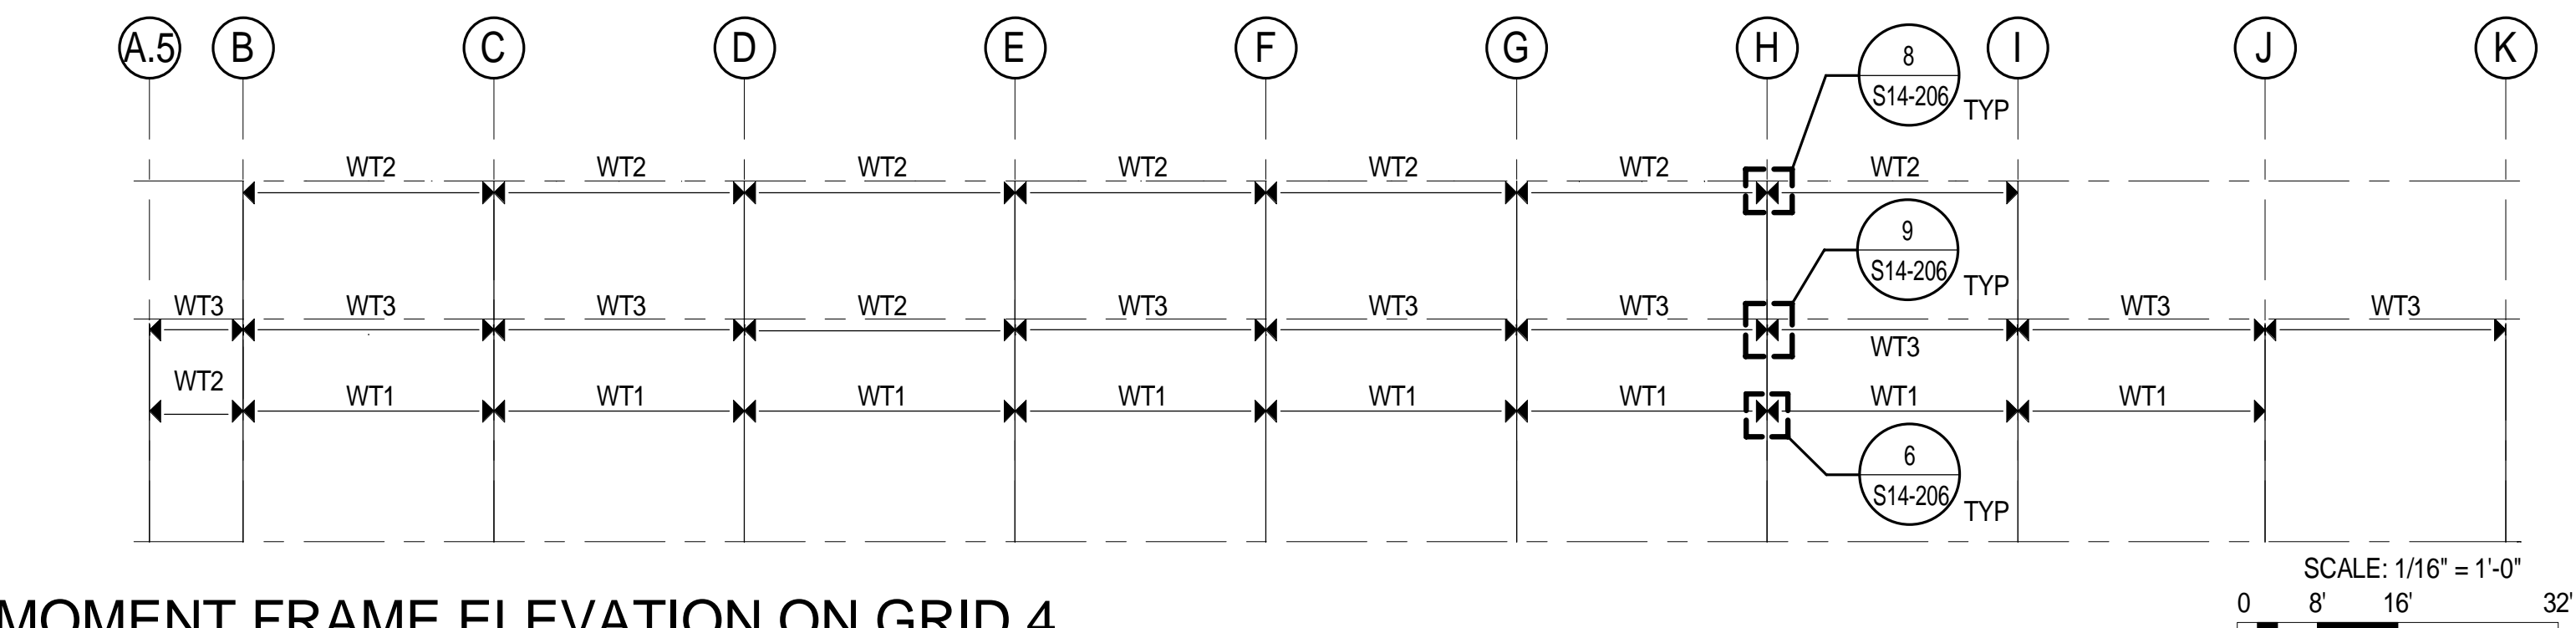 A.5 B C D E F G H I J K
8
S14-206
TYP
WT2 WT2 WT2 WT2 WT2 WT2 WT2
9
S14-206
TYP
WT3 WT3 WT3 WT2 WT3 WT3 WT3 WT3 WT3
WT3
WT2
WT1 WT1 WT1 WT1 WT1 WT1 WT1 WT1
6
S14-206
TYP
SCALE: 1/16" = 1'-0"
0 8' 16' 32'
MOMENT FRAME ELEVATION ON GRID 4